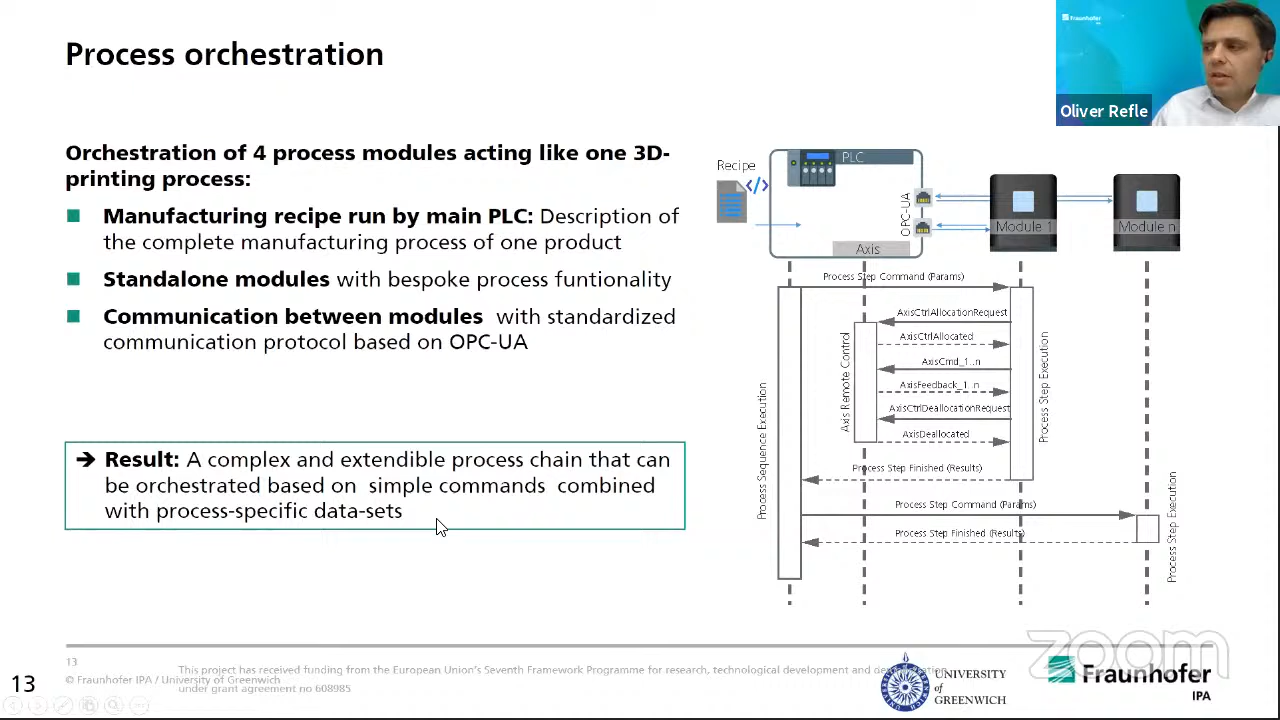 Process orchestration
Fraunhofer
IPA
Oliver Refle
Orchestration of 4 process modules acting like one 3D-
printing process:
Manufacturing recipe run by main PLC: Description of
the complete manufacturing process of one product
Standalone modules with bespoke process funtionality
Communication between modules with standardized
communication protocol based on OPC-UA
➔ Result: A complex and extendible process chain that can
be orchestrated based on simple commands combined
with process-specific data-sets
Recipe
</>
PLC
OPC-UA
Axis
Module 1
Module n
Process Step Command (Params)
AxisCtrlAllocationRequest
AxisCtrlAllocated
AxisCmd_1..n
AxisFeedback_1..n
AxisCtrlDeallocationRequest
AxisDeallocated
Process Step Finished (Results)
Process Step Command (Params)
Process Step Finished (Results)
Process Sequence Execution
Axis Remote Control
Process Step Execution
Process Step Execution
13
© Fraunhofer IPA / University of Greenwich
This project has received funding from the European Union's Seventh Framework Programme for research, technological development and demonstration
under grant agreement no 608985
13
UNIVERSITY
of
GREENWICH
zoom
Fraunhofer
IPA